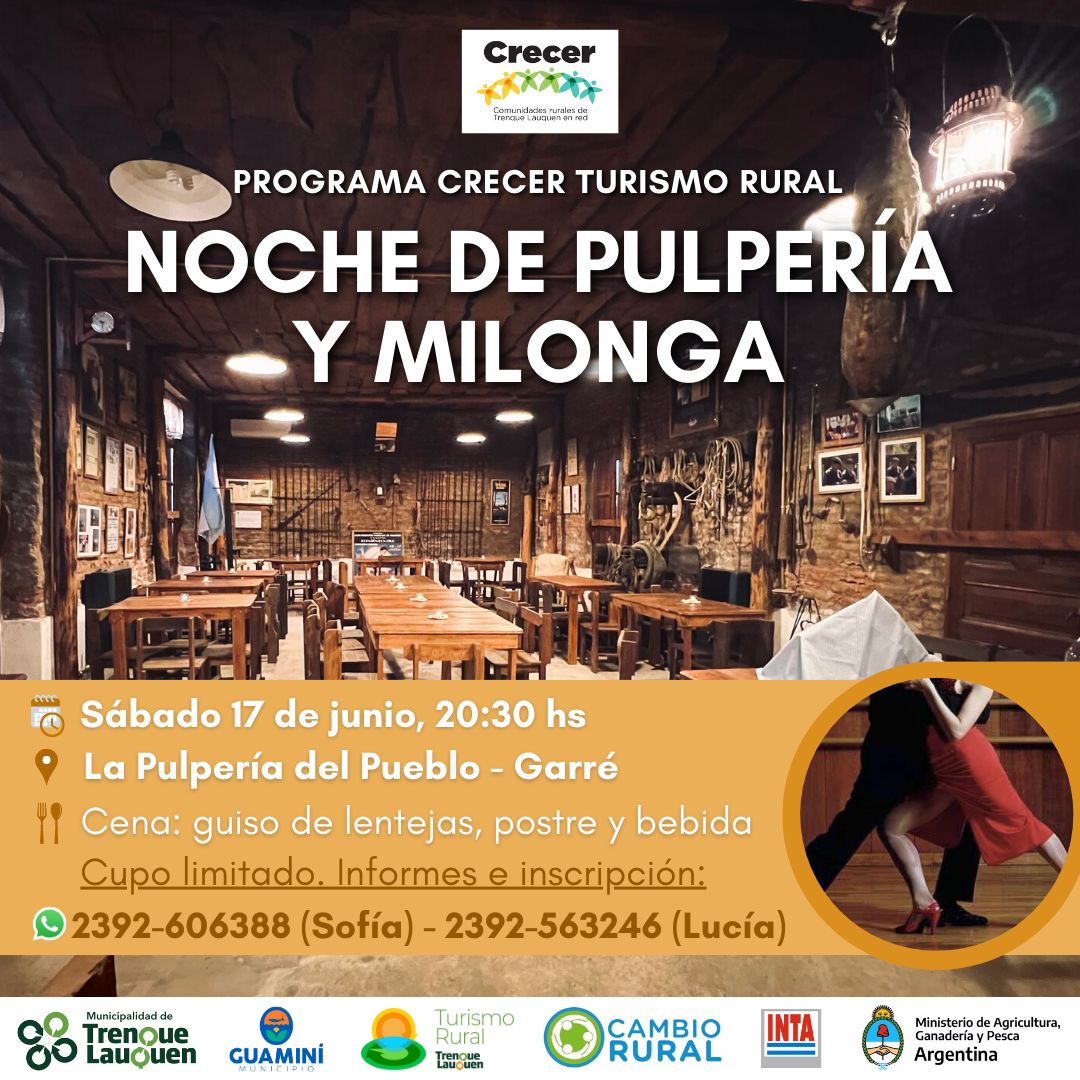 Crecer
Comunidades rurales de
Trenque Lauquen en red
PROGRAMA CRECER TURISMO RURAL
NOCHE DE PULPERÍA
Y MILONGA
Sábado 17 de junio, 20:30 hs
La Pulpería del Pueblo - Garré
Cena: guiso de lentejas, postre y bebida
Cupo limitado. Informes e inscripción:
2392-606388 (Sofía) - 2392-563246 (Lucía)
Municipalidad de
Trenque
Lauquen
GUAMINÍ
MUNICIPIO
Turismo
Rural
Trenque
Lauquen
CAMBIO
RURAL
INTA
Ministerio de Agricultura,
Ganadería y Pesca
Argentina